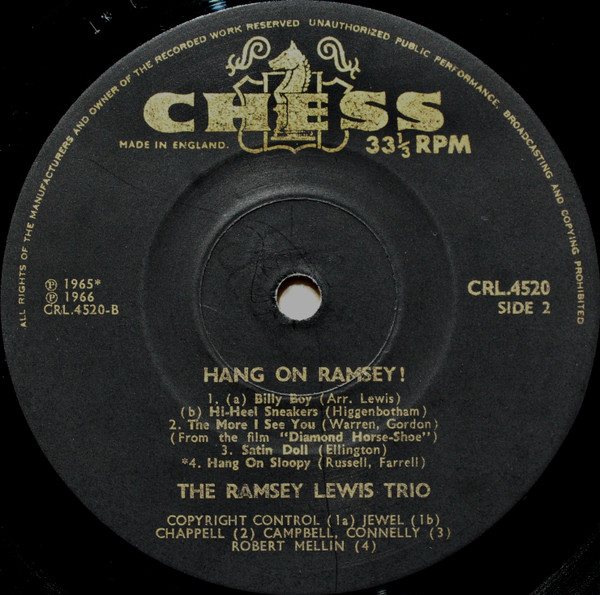 ALL RIGHTS OF THE MANUFACTURERS AND OWNER OF THE RECORDED WORK RESERVED UNAUTHORIZED PUBLIC PERFORMANCE, BROADCASTING AND COPYING PROHIBITED
CHESS
MADE IN ENGLAND. 33⅓ RPM
Ⓟ 1965*
Ⓟ 1966
CRL.4520-B
CRL.4520
SIDE 2
HANG ON RAMSEY!
1. (a) Billy Boy (Arr. Lewis)
(b) Hi-Heel Sneakers (Higgenbotham)
2. The More I See You (Warren, Gordon)
(From the film "Diamond Horse-Shoe")
3. Satin Doll (Ellington)
*4. Hang On Sloopy (Russell, Farrell)
THE RAMSEY LEWIS TRIO
COPYRIGHT CONTROL (1a) JEWEL (1b)
CHAPPELL (2) CAMPBELL, CONNELLY (3)
ROBERT MELLIN (4)